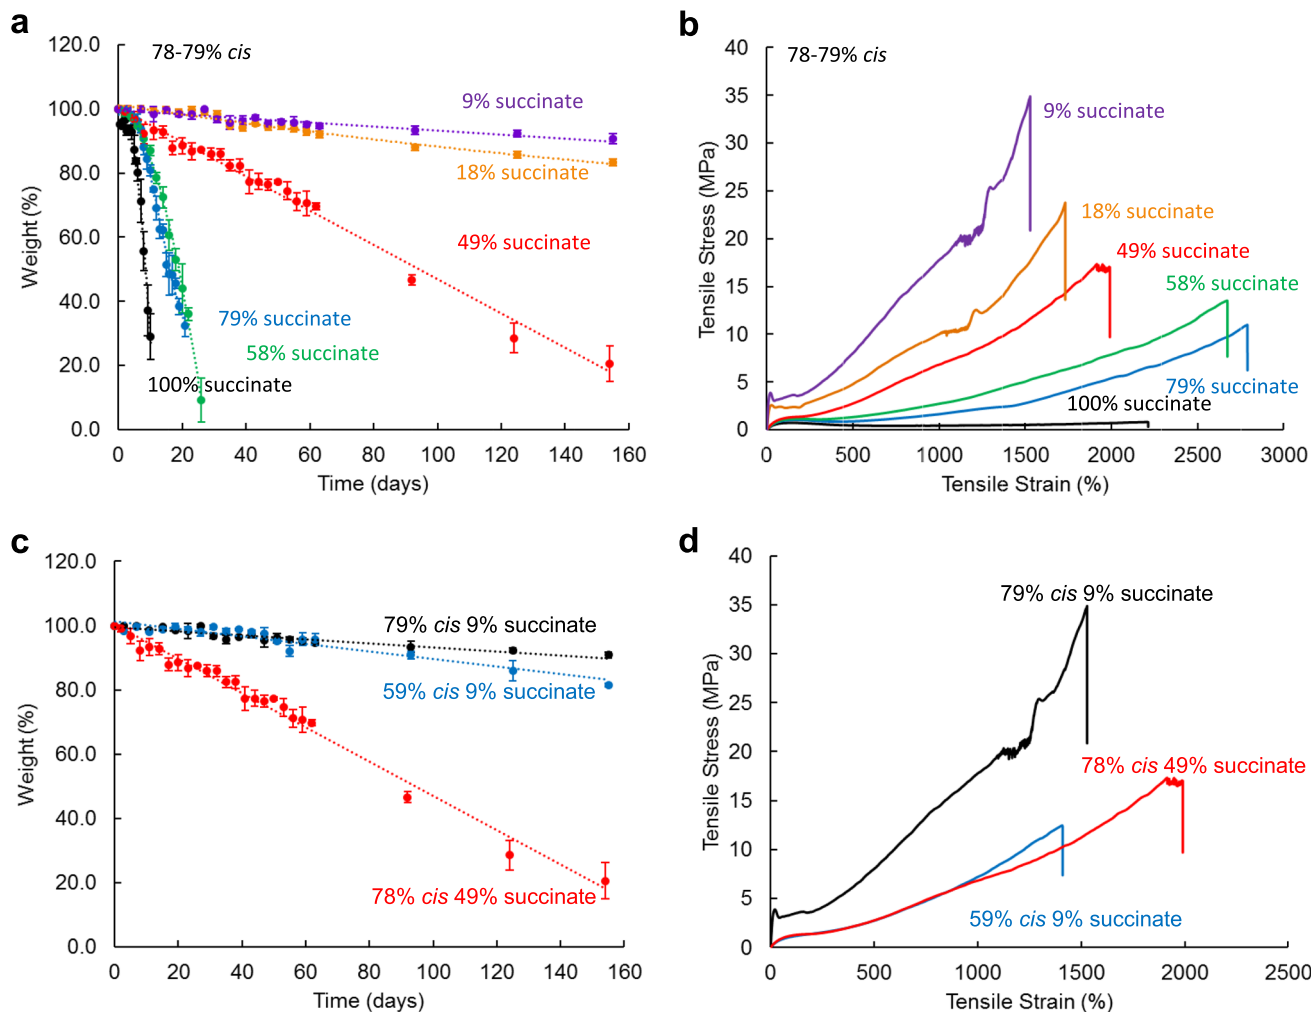 a
78-79% cis
120.0
100.0
80.0
60.0
40.0
20.0
0.0
Weight (%)
9% succinate
18% succinate
49% succinate
79% succinate
58% succinate
100% succinate
0 20 40 60 80 100 120 140 160
Time (days)
b
78-79% cis
40
35
30
25
20
15
10
5
0
Tensile Stress (MPa)
9% succinate
18% succinate
49% succinate
58% succinate
79% succinate
100% succinate
0 500 1000 1500 2000 2500 3000
Tensile Strain (%)
c
120.0
100.0
80.0
60.0
40.0
20.0
0.0
Weight (%)
79% cis 9% succinate
59% cis 9% succinate
78% cis 49% succinate
0 20 40 60 80 100 120 140 160
Time (days)
d
40
35
30
25
20
15
10
5
0
Tensile Stress (MPa)
79% cis 9% succinate
78% cis 49% succinate
59% cis 9% succinate
0 500 1000 1500 2000 2500
Tensile Strain (%)